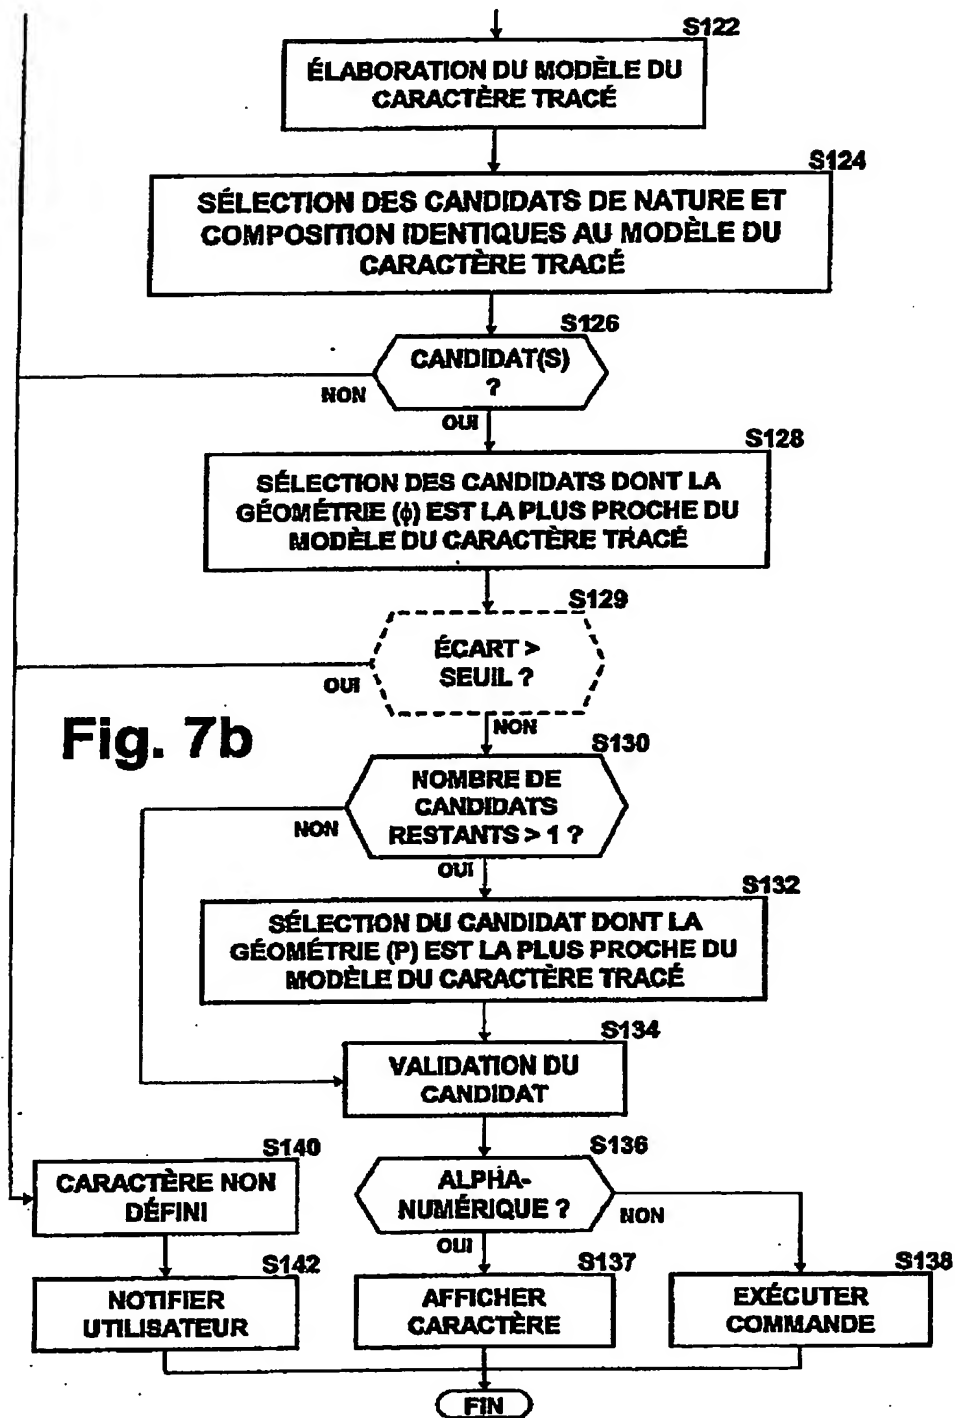 S122
ÉLABORATION DU MODÈLE DU
CARACTÈRE TRACÉ
S124
SÉLECTION DES CANDIDATS DE NATURE ET
COMPOSITION IDENTIQUES AU MODÈLE DU
CARACTÈRE TRACÉ
S126
CANDIDAT(S)
?
NON
OUI
S128
SÉLECTION DES CANDIDATS DONT LA
GÉOMÉTRIE (ϕ) EST LA PLUS PROCHE DU
MODÈLE DU CARACTÈRE TRACÉ
S129
ÉCART >
SEUIL ?
OUI
NON
Fig. 7b
S130
NOMBRE DE
CANDIDATS
RESTANTS > 1 ?
NON
OUI
S132
SÉLECTION DU CANDIDAT DONT LA
GÉOMÉTRIE (P) EST LA PLUS PROCHE DU
MODÈLE DU CARACTÈRE TRACÉ
S134
VALIDATION DU
CANDIDAT
S140
CARACTÈRE NON
DÉFINI
S136
ALPHA-
NUMÉRIQUE ?
NON
OUI
S142
NOTIFIER
UTILISATEUR
S137
AFFICHER
CARACTÈRE
S138
EXÉCUTER
COMMANDE
FIN